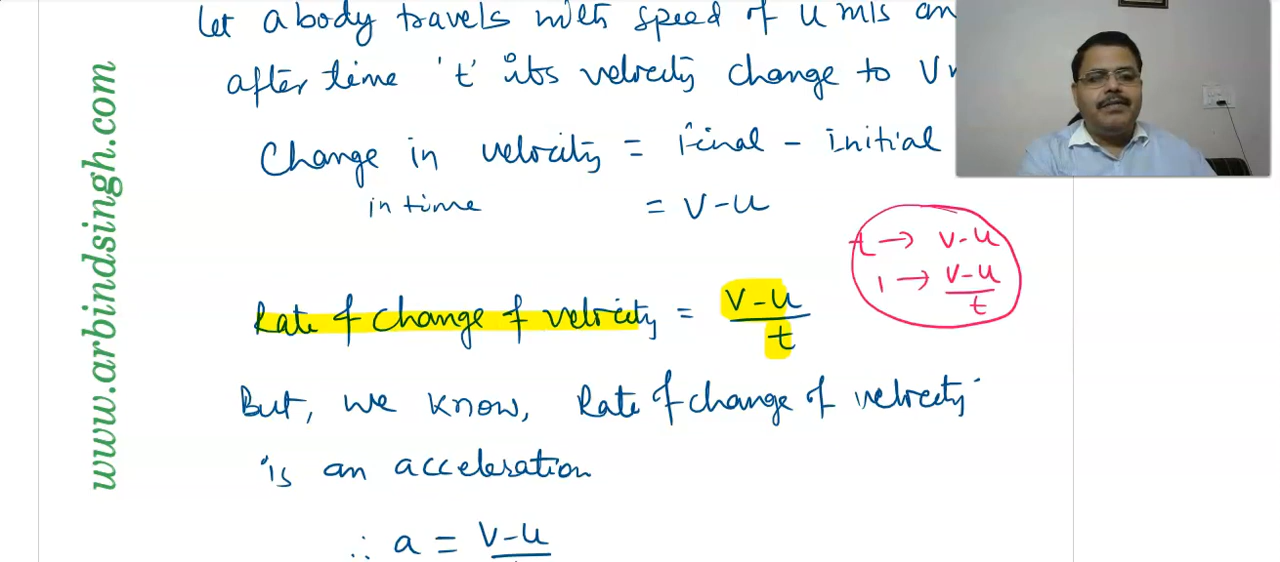 Let a body travels with speed of u m/s an
after time 't' its velocity change to V
Change in velocity = Final - initial
in time = V-u
t → V-u
1 → V-u
t
Rate of change of velocity = V-u
t
But, we know, Rate of change of velocity
is an acceleration
∴ a = V-u
www.arbindsingh.com